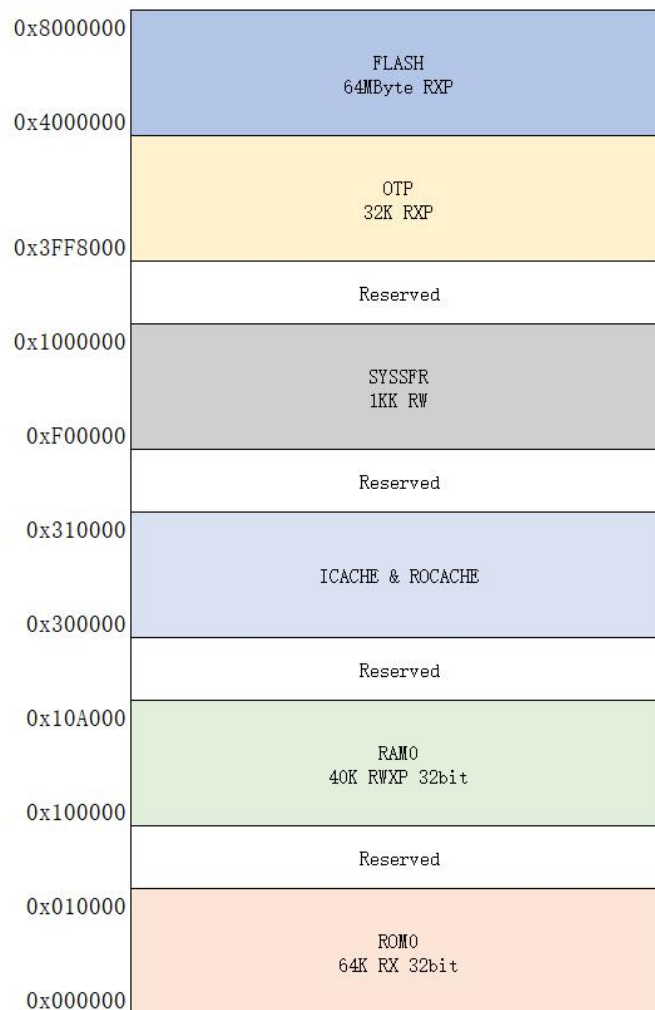 0x8000000
FLASH
64MByte RXP
0x4000000
OTP
32K RXP
0x3FF8000
Reserved
0x1000000
SYSSFR
1KK RW
0xF00000
Reserved
0x310000
ICACHE & ROCACHE
0x300000
Reserved
0x10A000
RAM0
40K RWXP 32bit
0x100000
Reserved
0x010000
ROM0
64K RX 32bit
0x000000